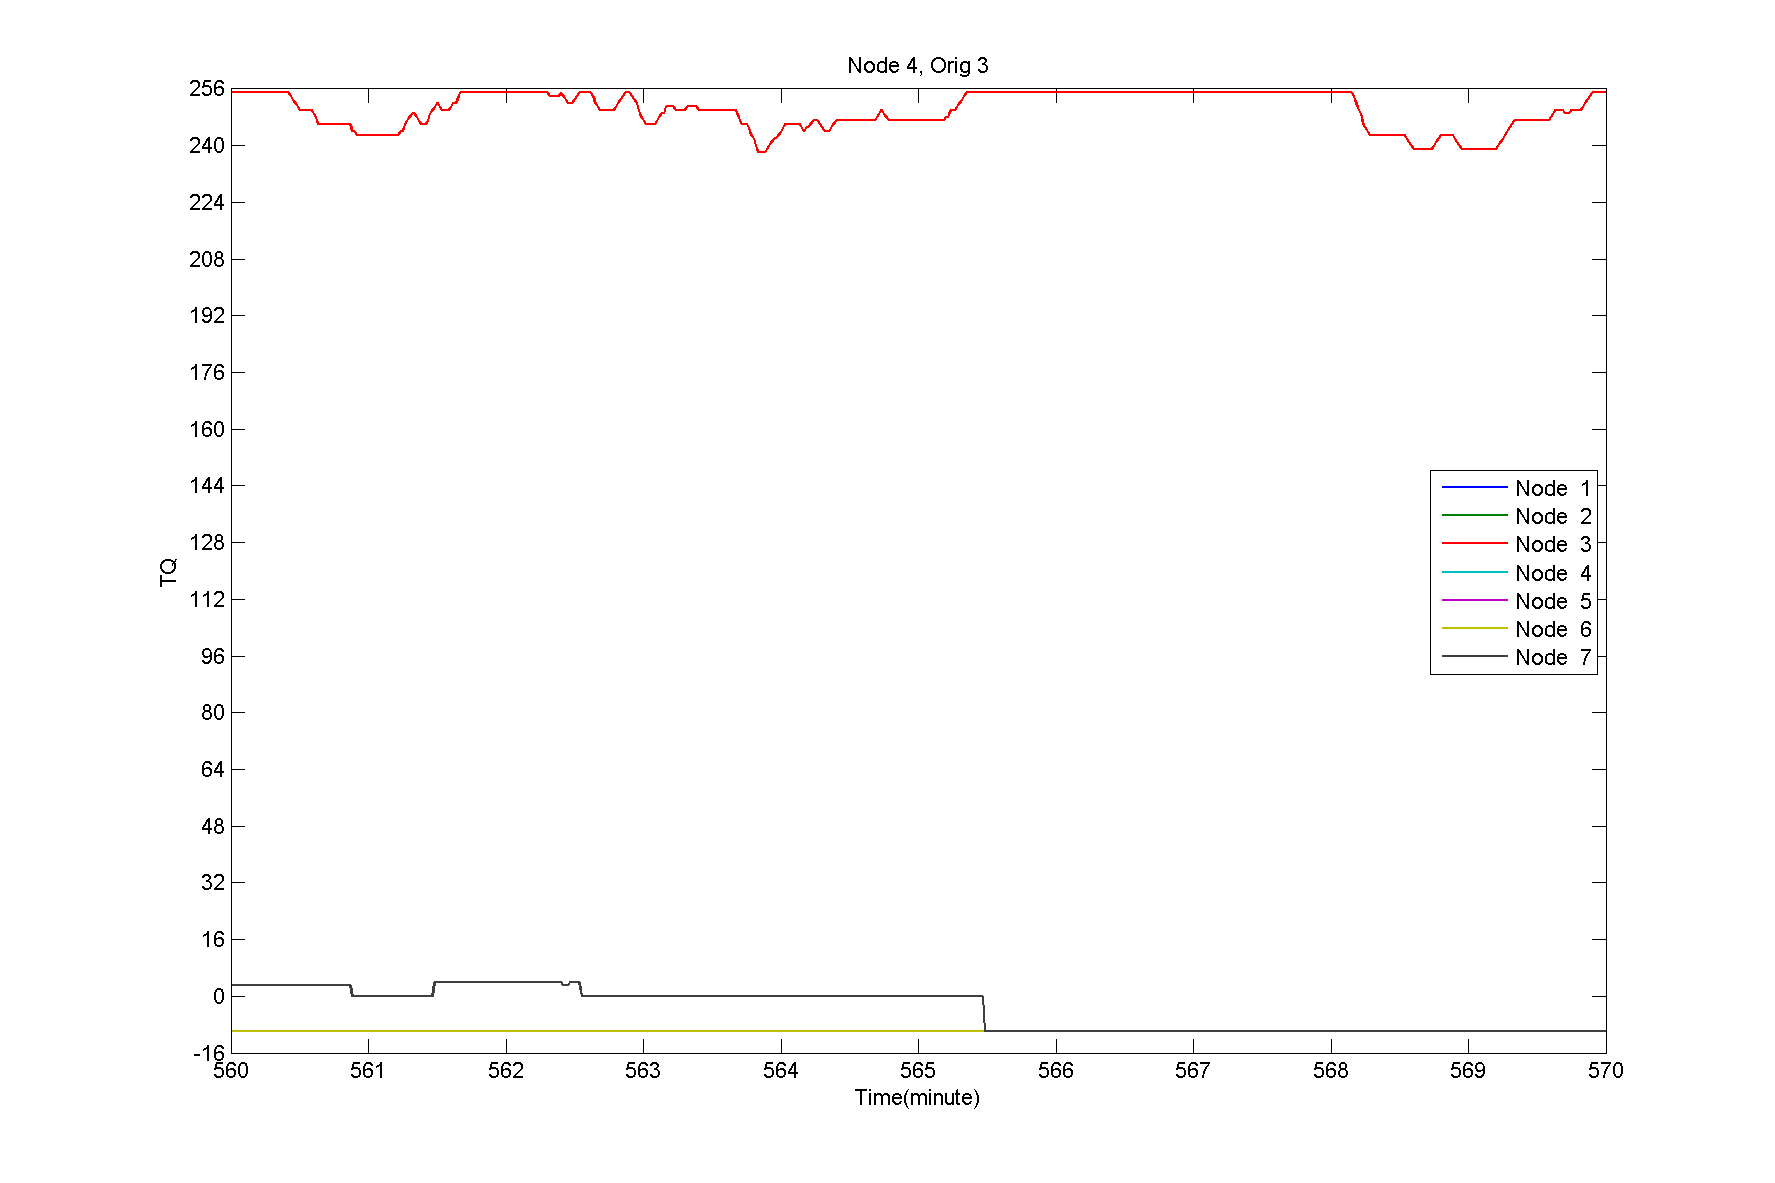 Node 4, Orig 3
256
240
224
208
192
176
160
144
128
112
96
80
64
48
32
16
0
-16
TQ
Node 1
Node 2
Node 3
Node 4
Node 5
Node 6
Node 7
560 561 562 563 564 565 566 567 568 569 570
Time(minute)